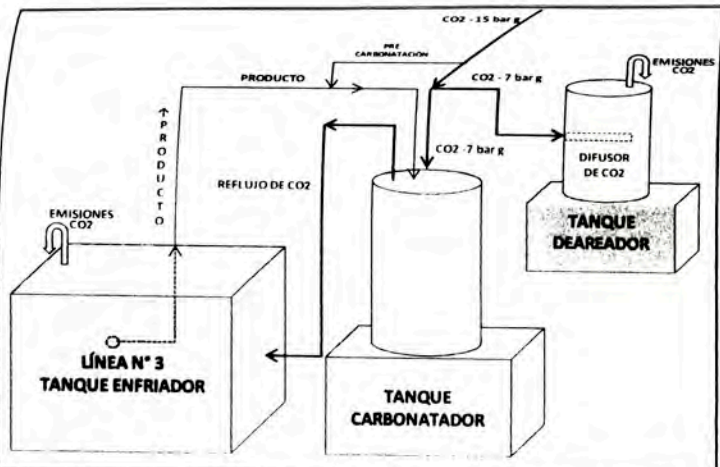 CO2 - 15 bar g
PRE
CARBONATACIÓN
PRODUCTO
CO2 - 7 bar g
EMISIONES
CO2
↑PRODUCTO
CO2 -7 bar g
DIFUSOR
DE CO2
REFLUJO DE CO2
TANQUE
DEAREADOR
EMISIONES
CO2
LÍNEA N° 3
TANQUE ENFRIADOR
TANQUE
CARBONATADOR